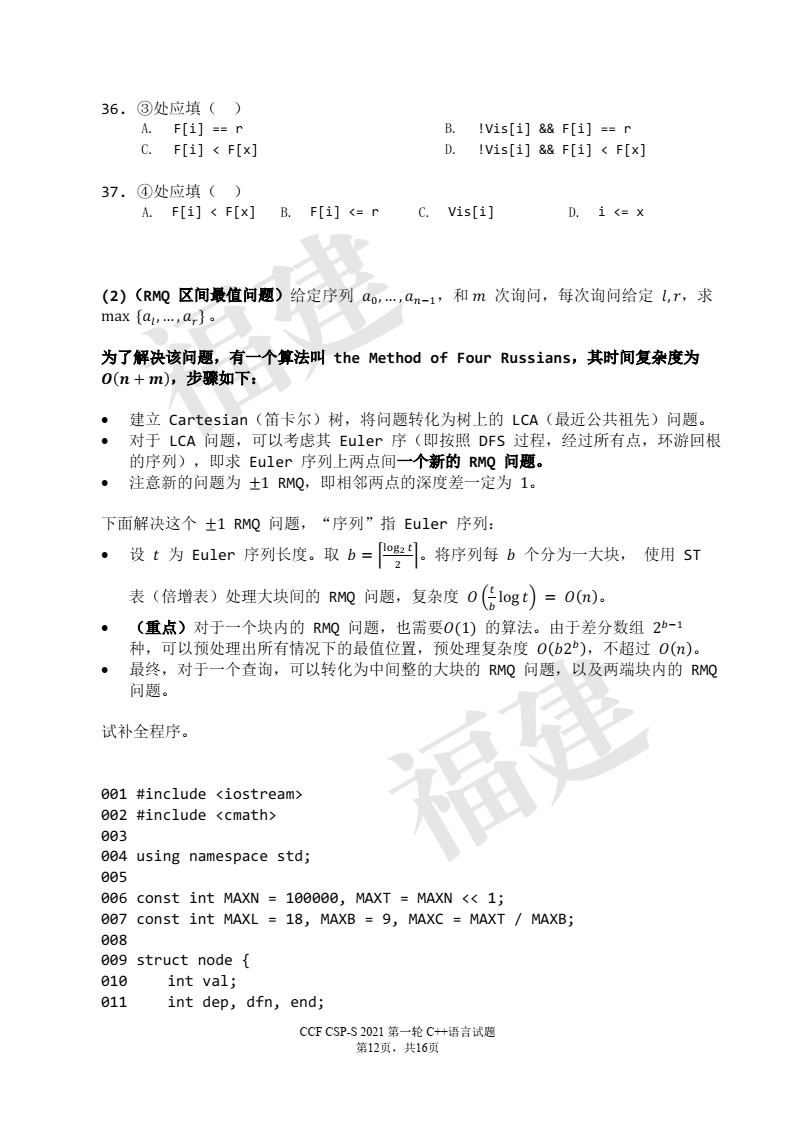 36. ③处应填（ ）
A. F[i] == r B. !Vis[i] && F[i] == r
C. F[i] < F[x] D. !Vis[i] && F[i] < F[x]
37. ④处应填（ ）
A. F[i] < F[x] B. F[i] <= r C. Vis[i] D. i <= x
(2)（RMQ 区间最值问题）给定序列 a₀, … , aₙ₋₁，和 m 次询问，每次询问给定 l, r，求
max {aₗ, … , aᵣ} 。
为了解决该问题，有一个算法叫 the Method of Four Russians，其时间复杂度为
O(n + m)，步骤如下：
• 建立 Cartesian（笛卡尔）树，将问题转化为树上的 LCA（最近公共祖先）问题。
• 对于 LCA 问题，可以考虑其 Euler 序（即按照 DFS 过程，经过所有点，环游回根
的序列），即求 Euler 序列上两点间一个新的 RMQ 问题。
• 注意新的问题为 ±1 RMQ，即相邻两点的深度差一定为 1。
下面解决这个 ±1 RMQ 问题，“序列”指 Euler 序列：
• 设 t 为 Euler 序列长度。取 b = ⌈log₂ t / 2⌉。将序列每 b 个分为一大块， 使用 ST
表（倍增表）处理大块间的 RMQ 问题，复杂度 O (t/b log t) = O(n)。
• （重点）对于一个块内的 RMQ 问题，也需要O(1) 的算法。由于差分数组 2ᵇ⁻¹
种，可以预处理出所有情况下的最值位置，预处理复杂度 O(b2ᵇ)，不超过 O(n)。
• 最终，对于一个查询，可以转化为中间整的大块的 RMQ 问题，以及两端块内的 RMQ
问题。
试补全程序。
福建
福建
001 #include <iostream>
002 #include <cmath>
003
004 using namespace std;
005
006 const int MAXN = 100000, MAXT = MAXN << 1;
007 const int MAXL = 18, MAXB = 9, MAXC = MAXT / MAXB;
008
009 struct node {
010 int val;
011 int dep, dfn, end;
CCF CSP-S 2021 第一轮 C++语言试题
第12页，共16页